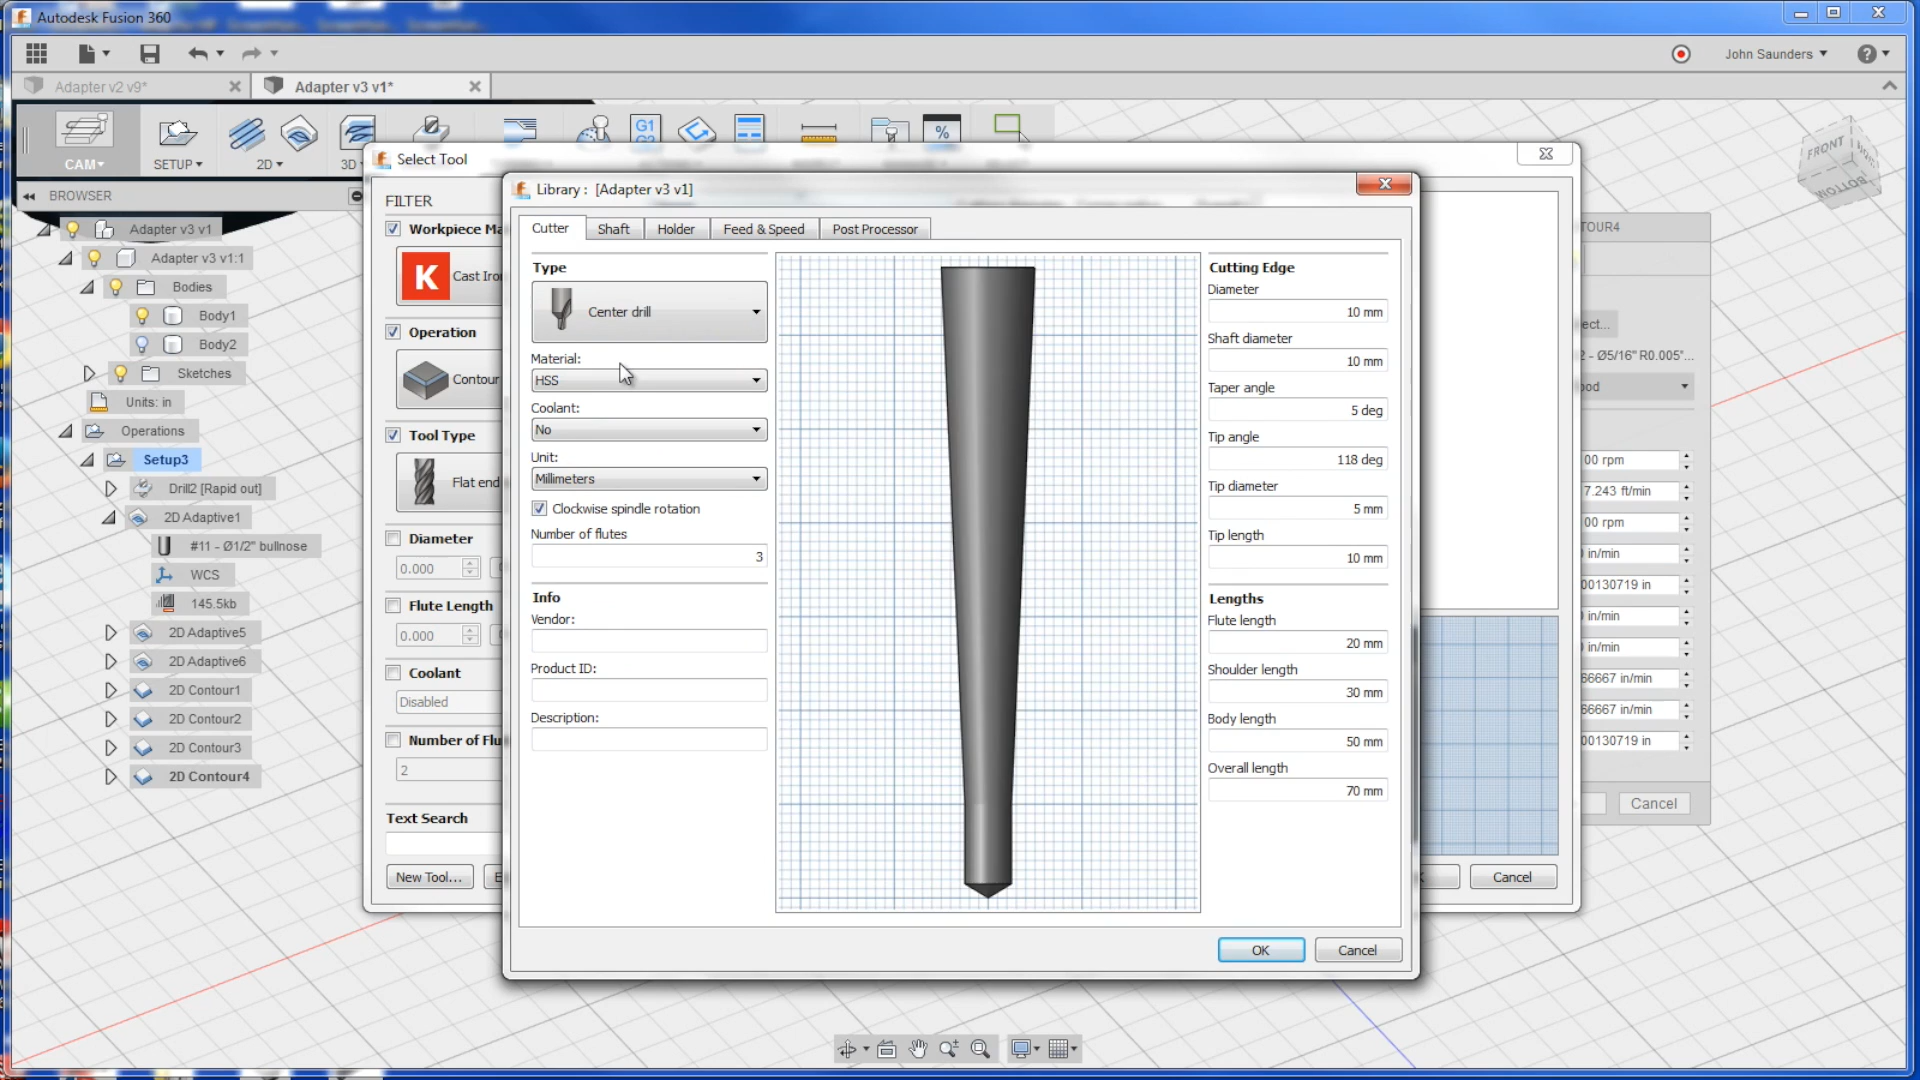 Autodesk Fusion 360
John Saunders
Adapter v2 v9*
Adapter v3 v1*
CAM
SETUP
2D
3D
G1
%
FRONT
BOTTOM
BROWSER
Adapter v3 v1
Adapter v3 v1:1
Bodies
Body1
Body2
Sketches
Units: in
Operations
Setup3
Drill2 [Rapid out]
2D Adaptive1
#11 - Ø1/2" bullnose
WCS
145.5kb
2D Adaptive5
2D Adaptive6
2D Contour1
2D Contour2
2D Contour3
2D Contour4
Select Tool
FILTER
Workpiece Ma
K
Cast Iro
Operation
Contour
Tool Type
Flat end
Diameter
0.000
Flute Length
0.000
Coolant
Disabled
Number of Flu
2
Text Search
New Tool...
Cancel
Library : [Adapter v3 v1]
Cutter
Shaft
Holder
Feed & Speed
Post Processor
Type
Center drill
Material:
HSS
Coolant:
No
Unit:
Millimeters
Clockwise spindle rotation
Number of flutes
3
Info
Vendor:
Product ID:
Description:
Cutting Edge
Diameter
10 mm
Shaft diameter
10 mm
Taper angle
5 deg
Tip angle
118 deg
Tip diameter
5 mm
Tip length
10 mm
Lengths
Flute length
20 mm
Shoulder length
30 mm
Body length
50 mm
Overall length
70 mm
OK
Cancel
TOUR4
ect...
2 - Ø5/16" R0.005"...
ood
00 rpm
7.243 ft/min
00 rpm
in/min
00130719 in
in/min
in/min
66667 in/min
66667 in/min
00130719 in
Cancel